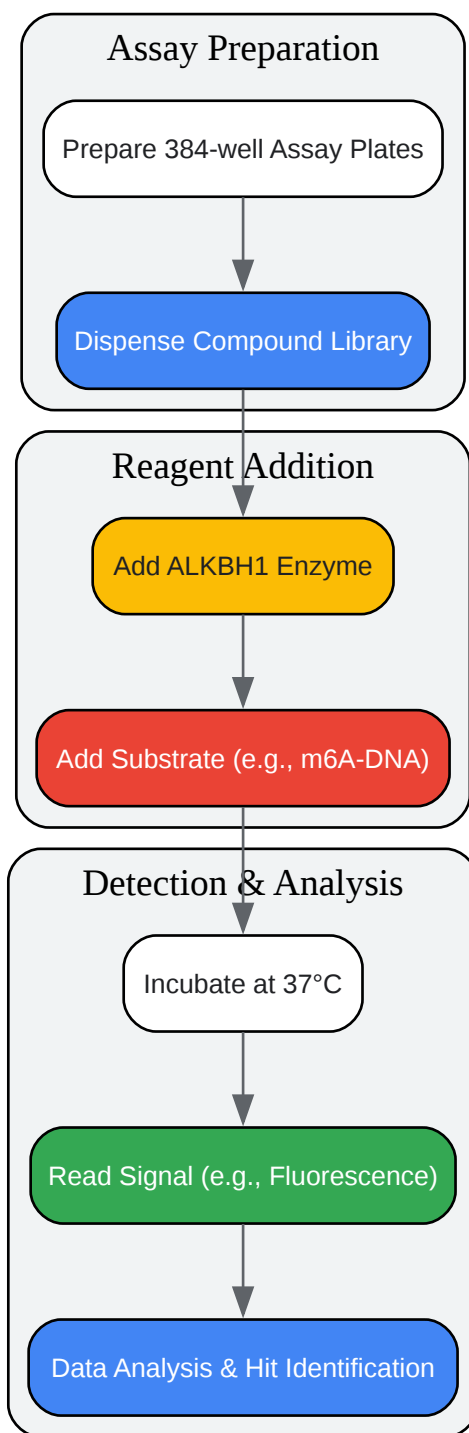 Assay Preparation
Prepare 384-well Assay Plates
Dispense Compound Library
Reagent Addition
Add ALKBH1 Enzyme
Add Substrate (e.g., m6A-DNA)
Detection & Analysis
Incubate at 37°C
Read Signal (e.g., Fluorescence)
Data Analysis & Hit Identification